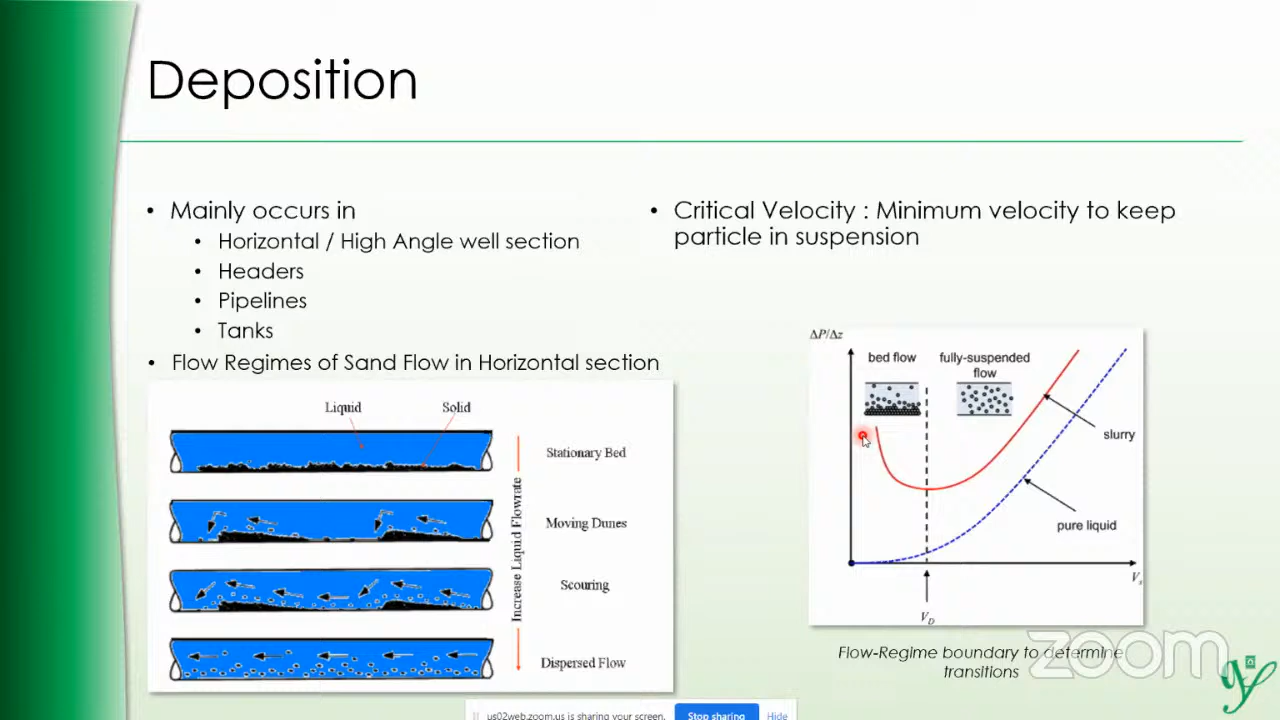 Deposition
• Mainly occurs in
• Horizontal / High Angle well section
• Headers
• Pipelines
• Tanks
• Flow Regimes of Sand Flow in Horizontal section
Liquid
Solid
Stationary Bed
Moving Dunes
Scouring
Dispersed Flow
Increase Liquid Flowrate
• Critical Velocity : Minimum velocity to keep
particle in suspension
ΔP/Δz
bed flow
fully-suspended
flow
slurry
pure liquid
V_D
Flow-Regime boundary to determine
transitions
zoom
us02web.zoom.us is sharing your screen.
Stop sharing
Hide